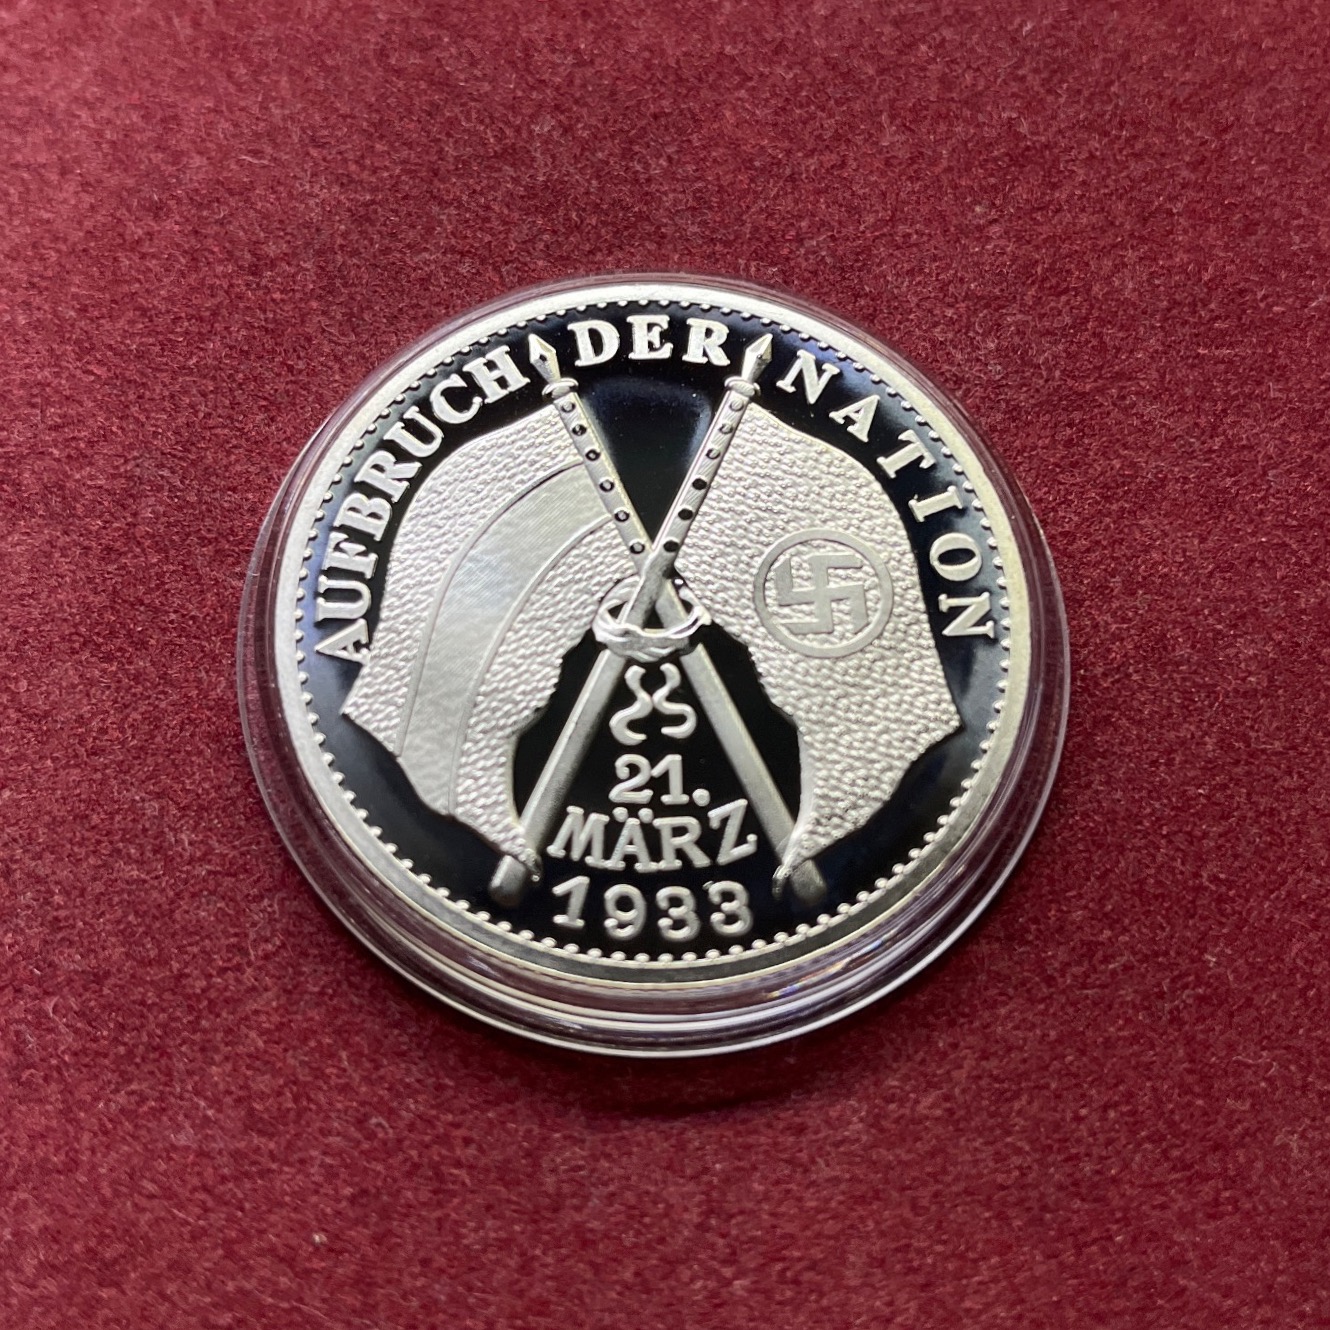 AUFBRUCH DER NATION
21.
MÄRZ
1933